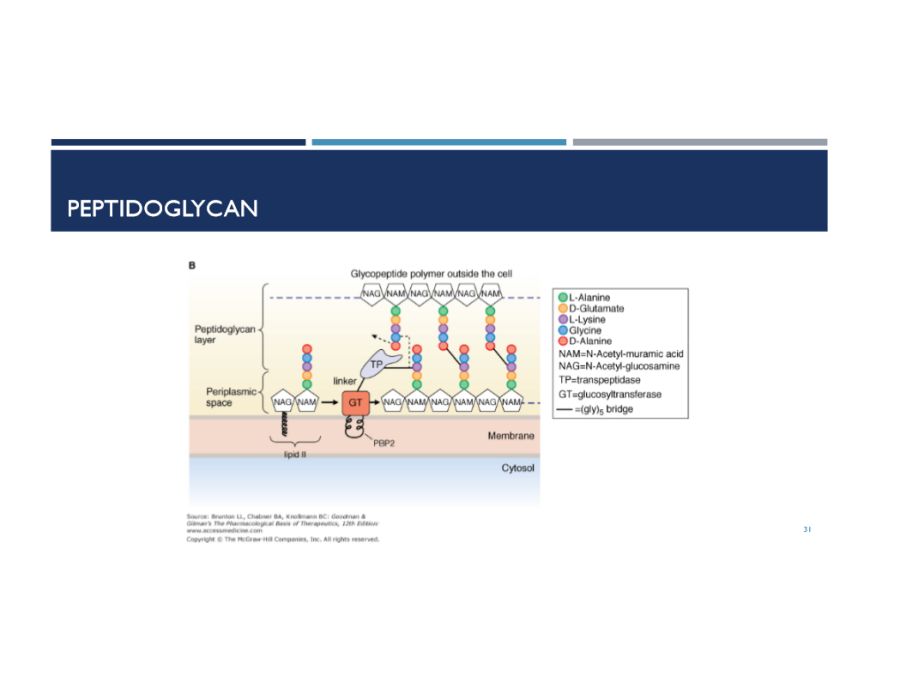 PEPTIDOGLYCAN
B
Glycopeptide polymer outside the cell
NAG NAM NAG NAM NAG NAM
Peptidoglycan
layer
TP
linker
Periplasmic
space
NAG NAM
GT
NAG NAM NAG NAM NAG NAM
PBP2
Membrane
lipid II
Cytosol
L-Alanine
D-Glutamate
L-Lysine
Glycine
D-Alanine
NAM=N-Acetyl-muramic acid
NAG=N-Acetyl-glucosamine
TP=transpeptidase
GT=glucosyltransferase
=(gly)5 bridge
Source: Brunton LL, Chabner BA, Knollmann BC: Goodman &
Gilman's The Pharmacological Basis of Therapeutics, 12th Edition
www.accessmedicine.com
Copyright © The McGraw-Hill Companies, Inc. All rights reserved.
31